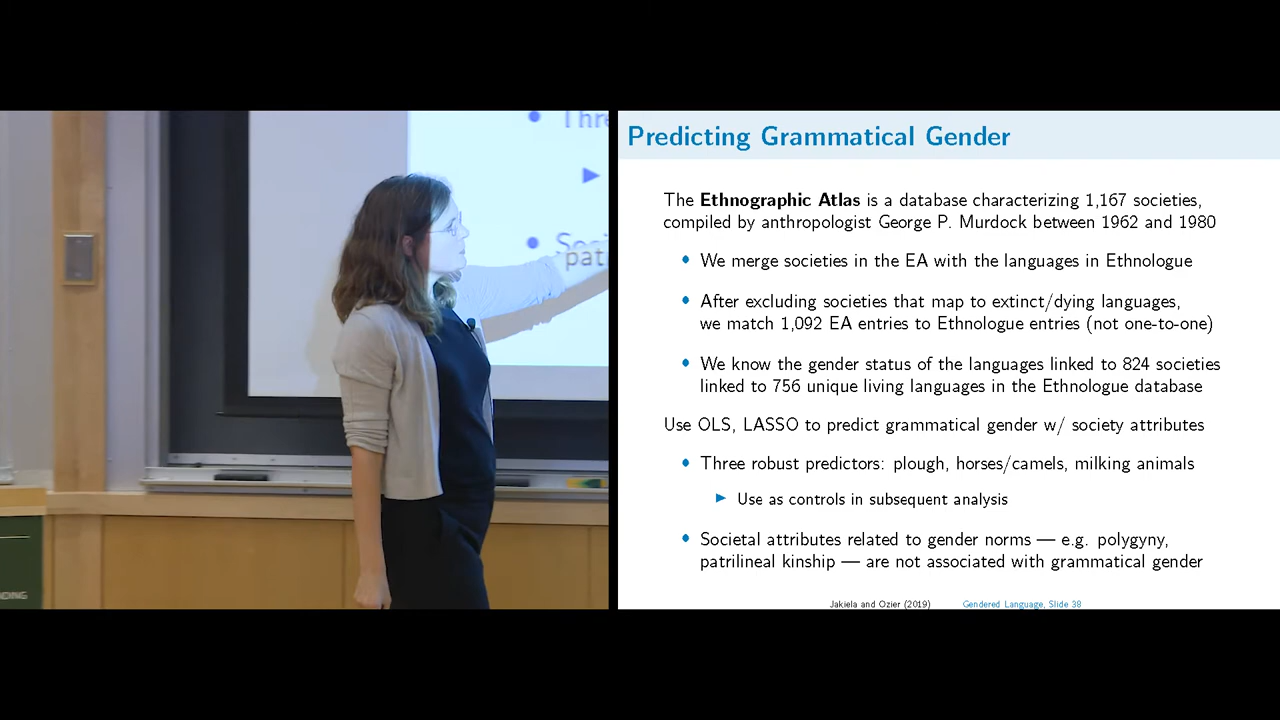 Thre
Soci
pat
NDING
Predicting Grammatical Gender
The Ethnographic Atlas is a database characterizing 1,167 societies,
compiled by anthropologist George P. Murdock between 1962 and 1980
• We merge societies in the EA with the languages in Ethnologue
• After excluding societies that map to extinct/dying languages,
we match 1,092 EA entries to Ethnologue entries (not one-to-one)
• We know the gender status of the languages linked to 824 societies
linked to 756 unique living languages in the Ethnologue database
Use OLS, LASSO to predict grammatical gender w/ society attributes
• Three robust predictors: plough, horses/camels, milking animals
▶ Use as controls in subsequent analysis
• Societal attributes related to gender norms — e.g. polygyny,
patrilineal kinship — are not associated with grammatical gender
Jakiela and Ozier (2019) Gendered Language, Slide 38